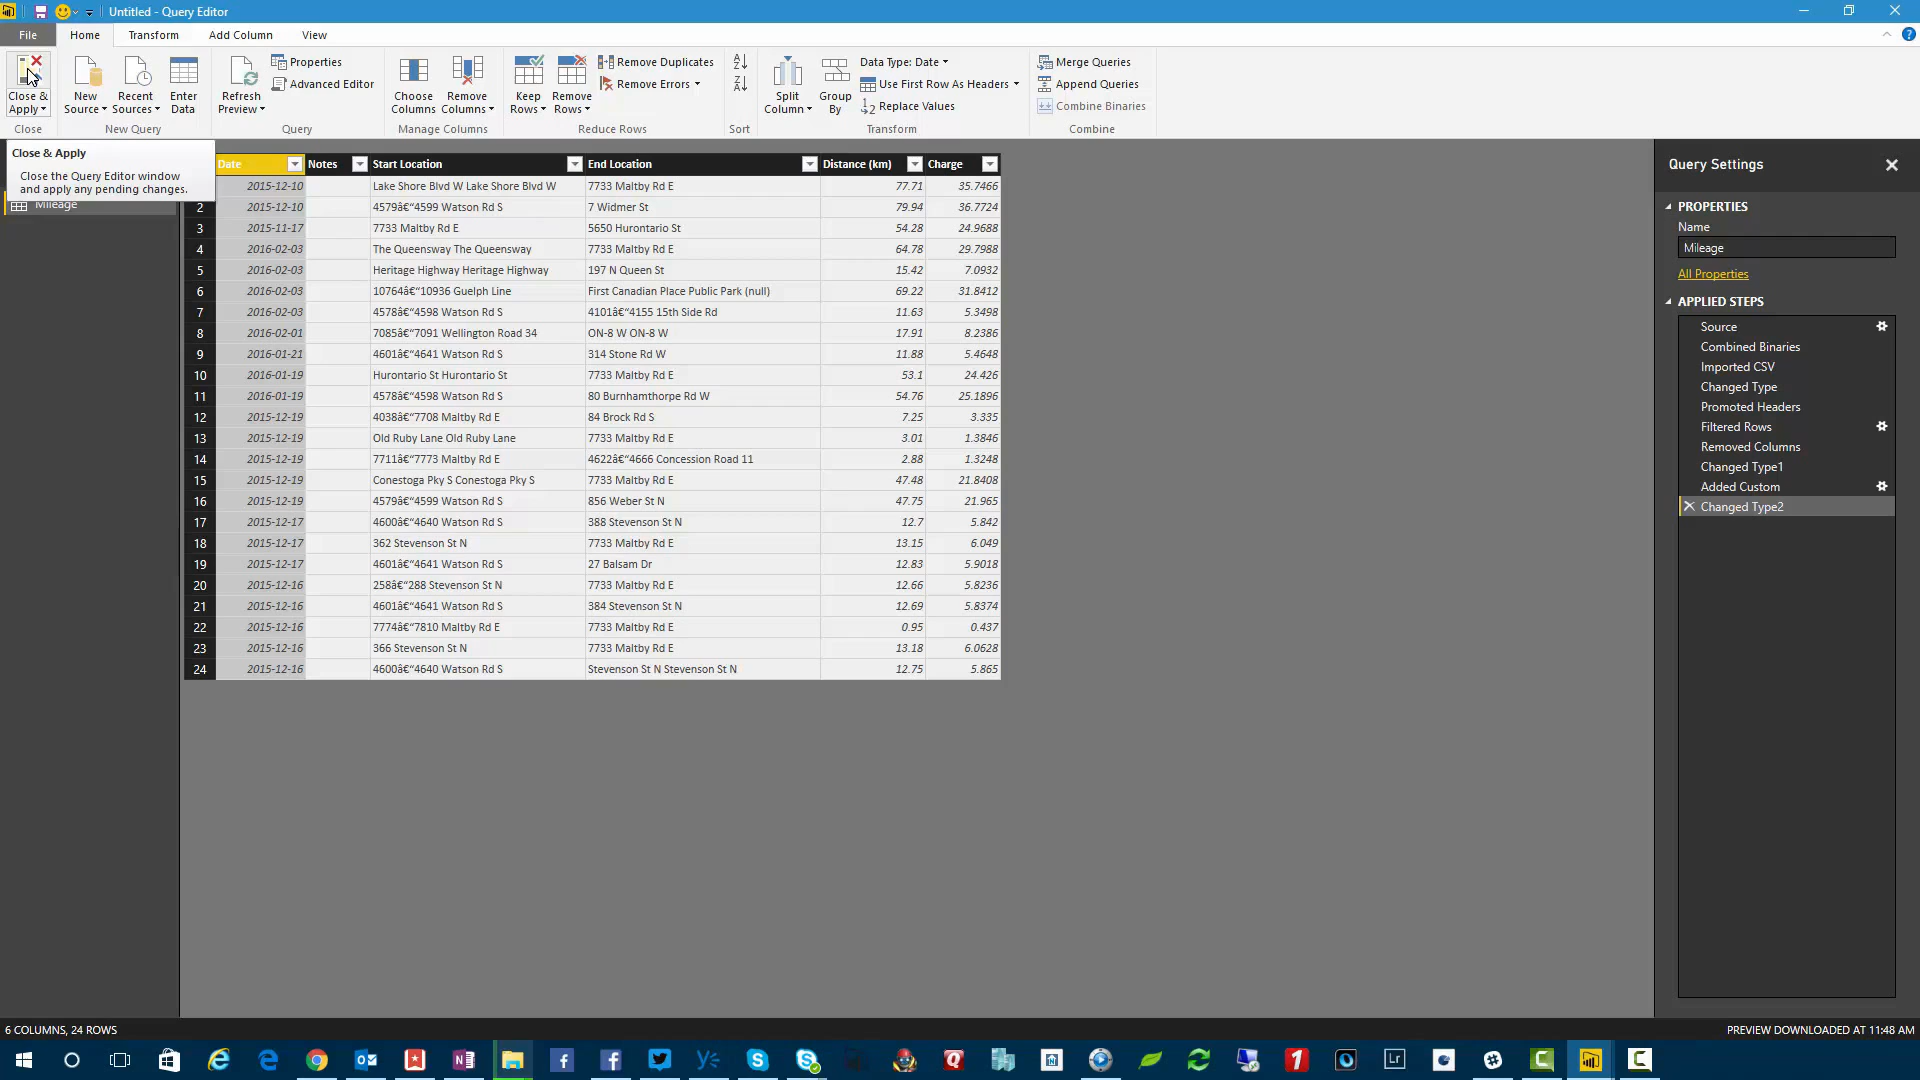 Untitled - Query Editor
File Home Transform Add Column View
Close & Apply
New Source
Recent Sources
Enter Data
Refresh Preview
Properties
Advanced Editor
Choose Columns
Remove Columns
Keep Rows
Remove Rows
Remove Duplicates
Remove Errors
Split Column
Group By
Data Type: Date
Use First Row As Headers
Replace Values
Merge Queries
Append Queries
Combine Binaries
Close New Query Query Manage Columns Reduce Rows Sort Transform Combine
Close & Apply
Close the Query Editor window
and apply any pending changes.
Mileage
Date Notes Start Location End Location Distance (km) Charge
2015-12-10 Lake Shore Blvd W Lake Shore Blvd W 7733 Maltby Rd E 77.71 35.7466
2 2015-12-10 4579â€“4599 Watson Rd S 7 Widmer St 79.94 36.7724
3 2015-11-17 7733 Maltby Rd E 5650 Hurontario St 54.28 24.9688
4 2016-02-03 The Queensway The Queensway 7733 Maltby Rd E 64.78 29.7988
5 2016-02-03 Heritage Highway Heritage Highway 197 N Queen St 15.42 7.0932
6 2016-02-03 10764â€“10936 Guelph Line First Canadian Place Public Park (null) 69.22 31.8412
7 2016-02-03 4578â€“4598 Watson Rd S 4101â€“4155 15th Side Rd 11.63 5.3498
8 2016-02-01 7085â€“7091 Wellington Road 34 ON-8 W ON-8 W 17.91 8.2386
9 2016-01-21 4601â€“4641 Watson Rd S 314 Stone Rd W 11.88 5.4648
10 2016-01-19 Hurontario St Hurontario St 7733 Maltby Rd E 53.1 24.426
11 2016-01-19 4578â€“4598 Watson Rd S 80 Burnhamthorpe Rd W 54.76 25.1896
12 2015-12-19 4038â€“7708 Maltby Rd E 84 Brock Rd S 7.25 3.335
13 2015-12-19 Old Ruby Lane Old Ruby Lane 7733 Maltby Rd E 3.01 1.3846
14 2015-12-19 7711â€“7773 Maltby Rd E 4622â€“4666 Concession Road 11 2.88 1.3248
15 2015-12-19 Conestoga Pky S Conestoga Pky S 7733 Maltby Rd E 47.48 21.8408
16 2015-12-19 4579â€“4599 Watson Rd S 856 Weber St N 47.75 21.965
17 2015-12-17 4600â€“4640 Watson Rd S 388 Stevenson St N 12.7 5.842
18 2015-12-17 362 Stevenson St N 7733 Maltby Rd E 13.15 6.049
19 2015-12-17 4601â€“4641 Watson Rd S 27 Balsam Dr 12.83 5.9018
20 2015-12-16 258â€“288 Stevenson St N 7733 Maltby Rd E 12.66 5.8236
21 2015-12-16 4601â€“4641 Watson Rd S 384 Stevenson St N 12.69 5.8374
22 2015-12-16 7774â€“7810 Maltby Rd E 7733 Maltby Rd E 0.95 0.437
23 2015-12-16 366 Stevenson St N 7733 Maltby Rd E 13.18 6.0628
24 2015-12-16 4600â€“4640 Watson Rd S Stevenson St N Stevenson St N 12.75 5.865
Query Settings
PROPERTIES
Name
Mileage
All Properties
APPLIED STEPS
Source
Combined Binaries
Imported CSV
Changed Type
Promoted Headers
Filtered Rows
Removed Columns
Changed Type1
Added Custom
Changed Type2
6 COLUMNS, 24 ROWS
PREVIEW DOWNLOADED AT 11:48 AM